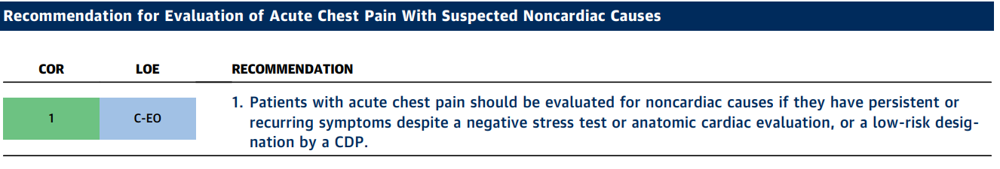 Recommendation for Evaluation of Acute Chest Pain With Suspected Noncardiac Causes
COR LOE RECOMMENDATION
1 C-EO 1. Patients with acute chest pain should be evaluated for noncardiac causes if they have persistent or
recurring symptoms despite a negative stress test or anatomic cardiac evaluation, or a low-risk desig-
nation by a CDP.